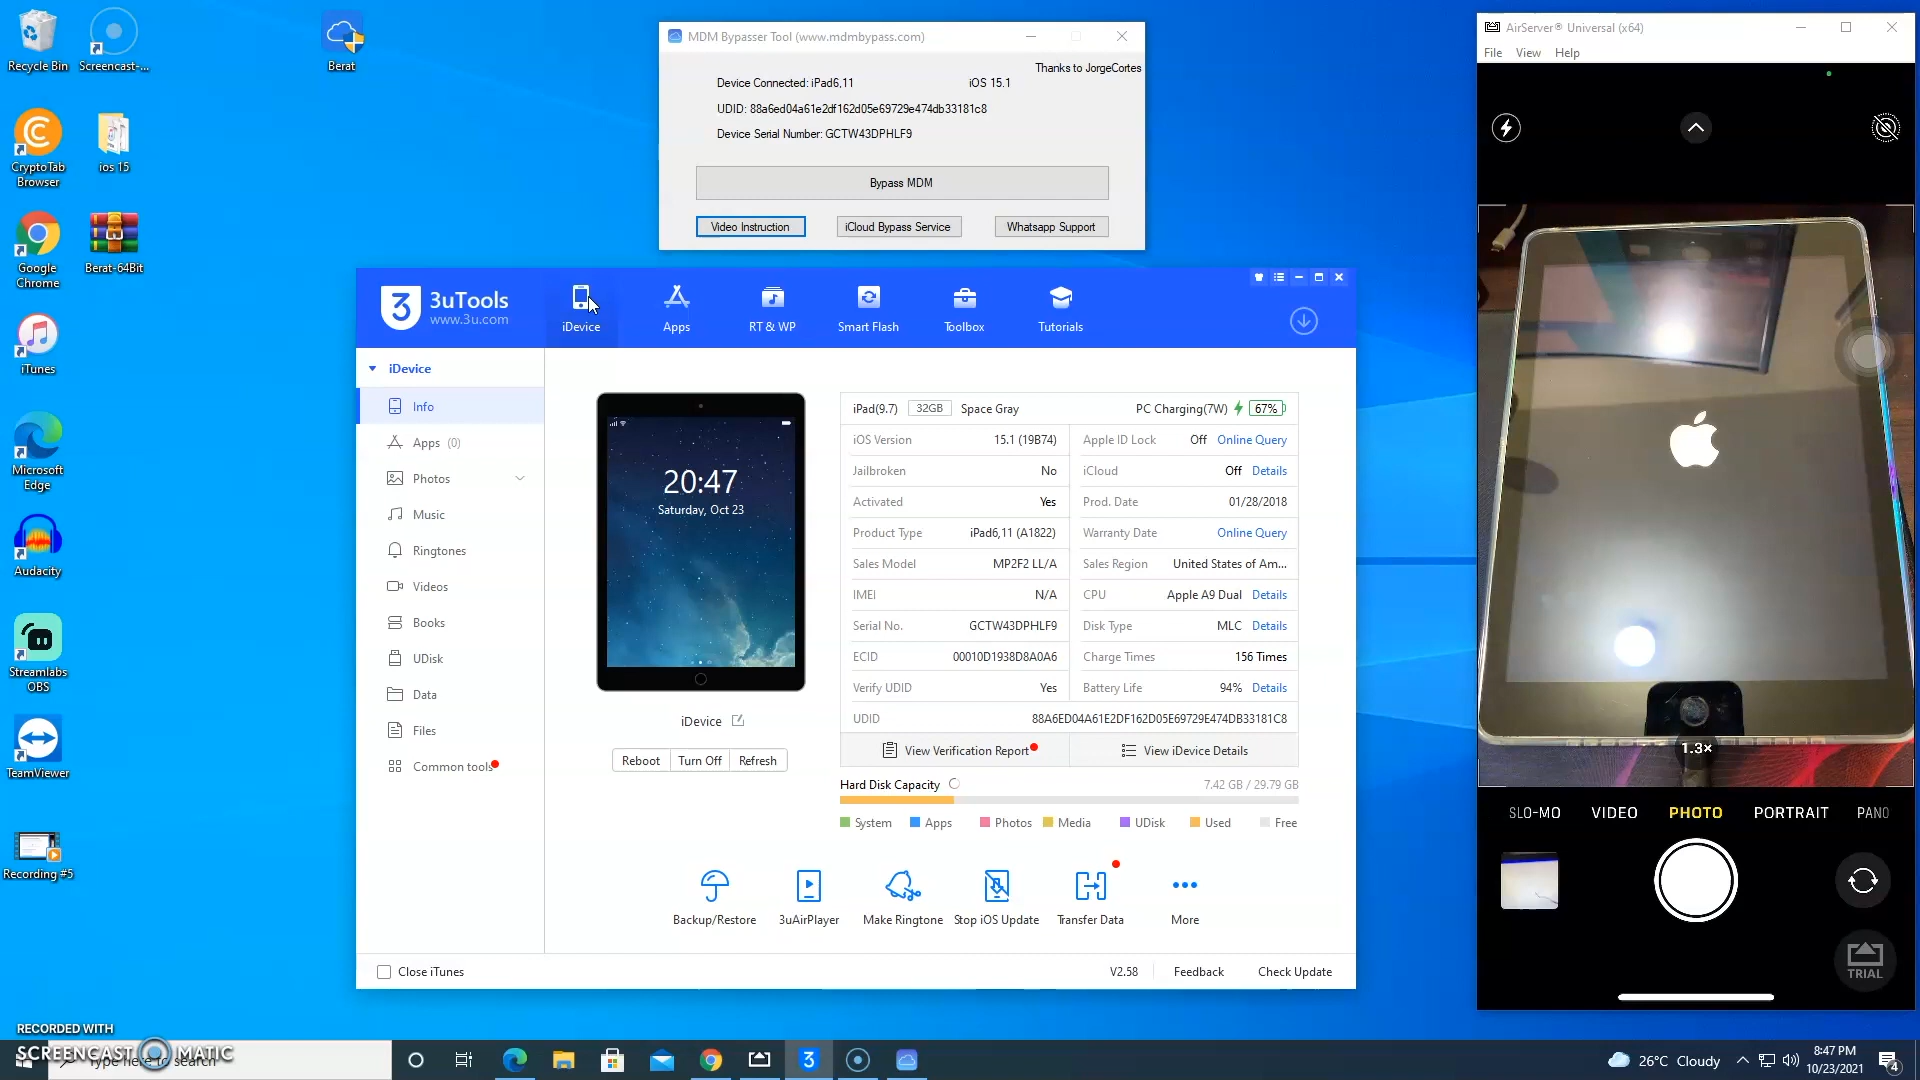 Recycle Bin
Screencast-...
Berat
CryptoTab
Browser
ios 15
Google
Chrome
Berat-64Bit
iTunes
Microsoft
Edge
Audacity
Streamlabs
OBS
TeamViewer
Recording #5
MDM Bypasser Tool (www.mdmbypass.com)
Thanks to JorgeCortes
Device Connected: iPad6,11
iOS 15.1
UDID: 88a6ed04a61e2df162d05e69729e474db33181c8
Device Serial Number: GCTW43DPHLF9
Bypass MDM
Video Instruction
iCloud Bypass Service
Whatsapp Support
3
3uTools
www.3u.com
iDevice
Apps
RT & WP
Smart Flash
Toolbox
Tutorials
iDevice
Info
Apps (0)
Photos
Music
Ringtones
Videos
Books
UDisk
Data
Files
Common tools
20:47
Saturday, Oct 23
iDevice
Reboot
Turn Off
Refresh
iPad(9.7) 32GB Space Gray PC Charging(7W) 67%
iOS Version 15.1 (19B74) Apple ID Lock Off Online Query
Jailbroken No iCloud Off Details
Activated Yes Prod. Date 01/28/2018
Product Type iPad6,11 (A1822) Warranty Date Online Query
Sales Model MP2F2 LL/A Sales Region United States of Am...
IMEI N/A CPU Apple A9 Dual Details
Serial No. GCTW43DPHLF9 Disk Type MLC Details
ECID 00010D1938D8A0A6 Charge Times 156 Times
Verify UDID Yes Battery Life 94% Details
UDID 88A6ED04A61E2DF162D05E69729E474DB33181C8
View Verification Report View iDevice Details
Hard Disk Capacity 7.42 GB / 29.79 GB
System Apps Photos Media UDisk Used Free
Backup/Restore
3uAirPlayer
Make Ringtone
Stop iOS Update
Transfer Data
More
Close iTunes
V2.58
Feedback
Check Update
AirServer® Universal (x64)
File View Help
1.3×
SLO-MO VIDEO PHOTO PORTRAIT PANO
TRIAL
RECORDED WITH
SCREENCAST MATIC
Type here to search
3
26°C Cloudy
8:47 PM
10/23/2021
4